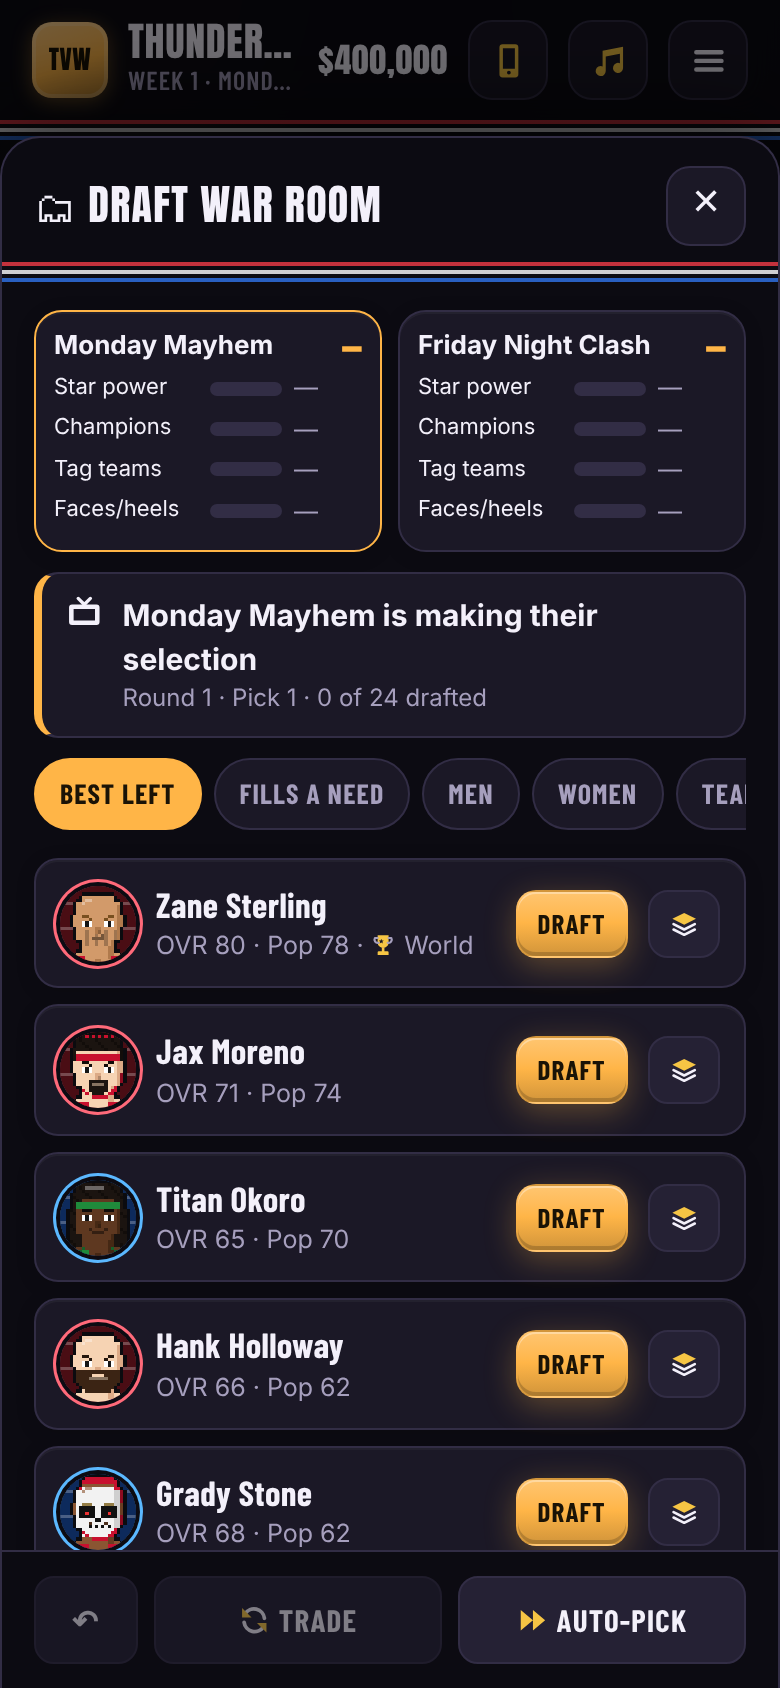 TVW
THUNDER...
WEEK 1 · MOND...
$400,000
DRAFT WAR ROOM
Monday Mayhem –
Star power —
Champions —
Tag teams —
Faces/heels —
Friday Night Clash –
Star power —
Champions —
Tag teams —
Faces/heels —
Monday Mayhem is making their
selection
Round 1 · Pick 1 · 0 of 24 drafted
BEST LEFT FILLS A NEED MEN WOMEN
Zane Sterling
OVR 80 · Pop 78 · 🏆 World
DRAFT
Jax Moreno
OVR 71 · Pop 74
DRAFT
Titan Okoro
OVR 65 · Pop 70
DRAFT
Hank Holloway
OVR 66 · Pop 62
DRAFT
Grady Stone
OVR 68 · Pop 62
DRAFT
TRADE
AUTO-PICK